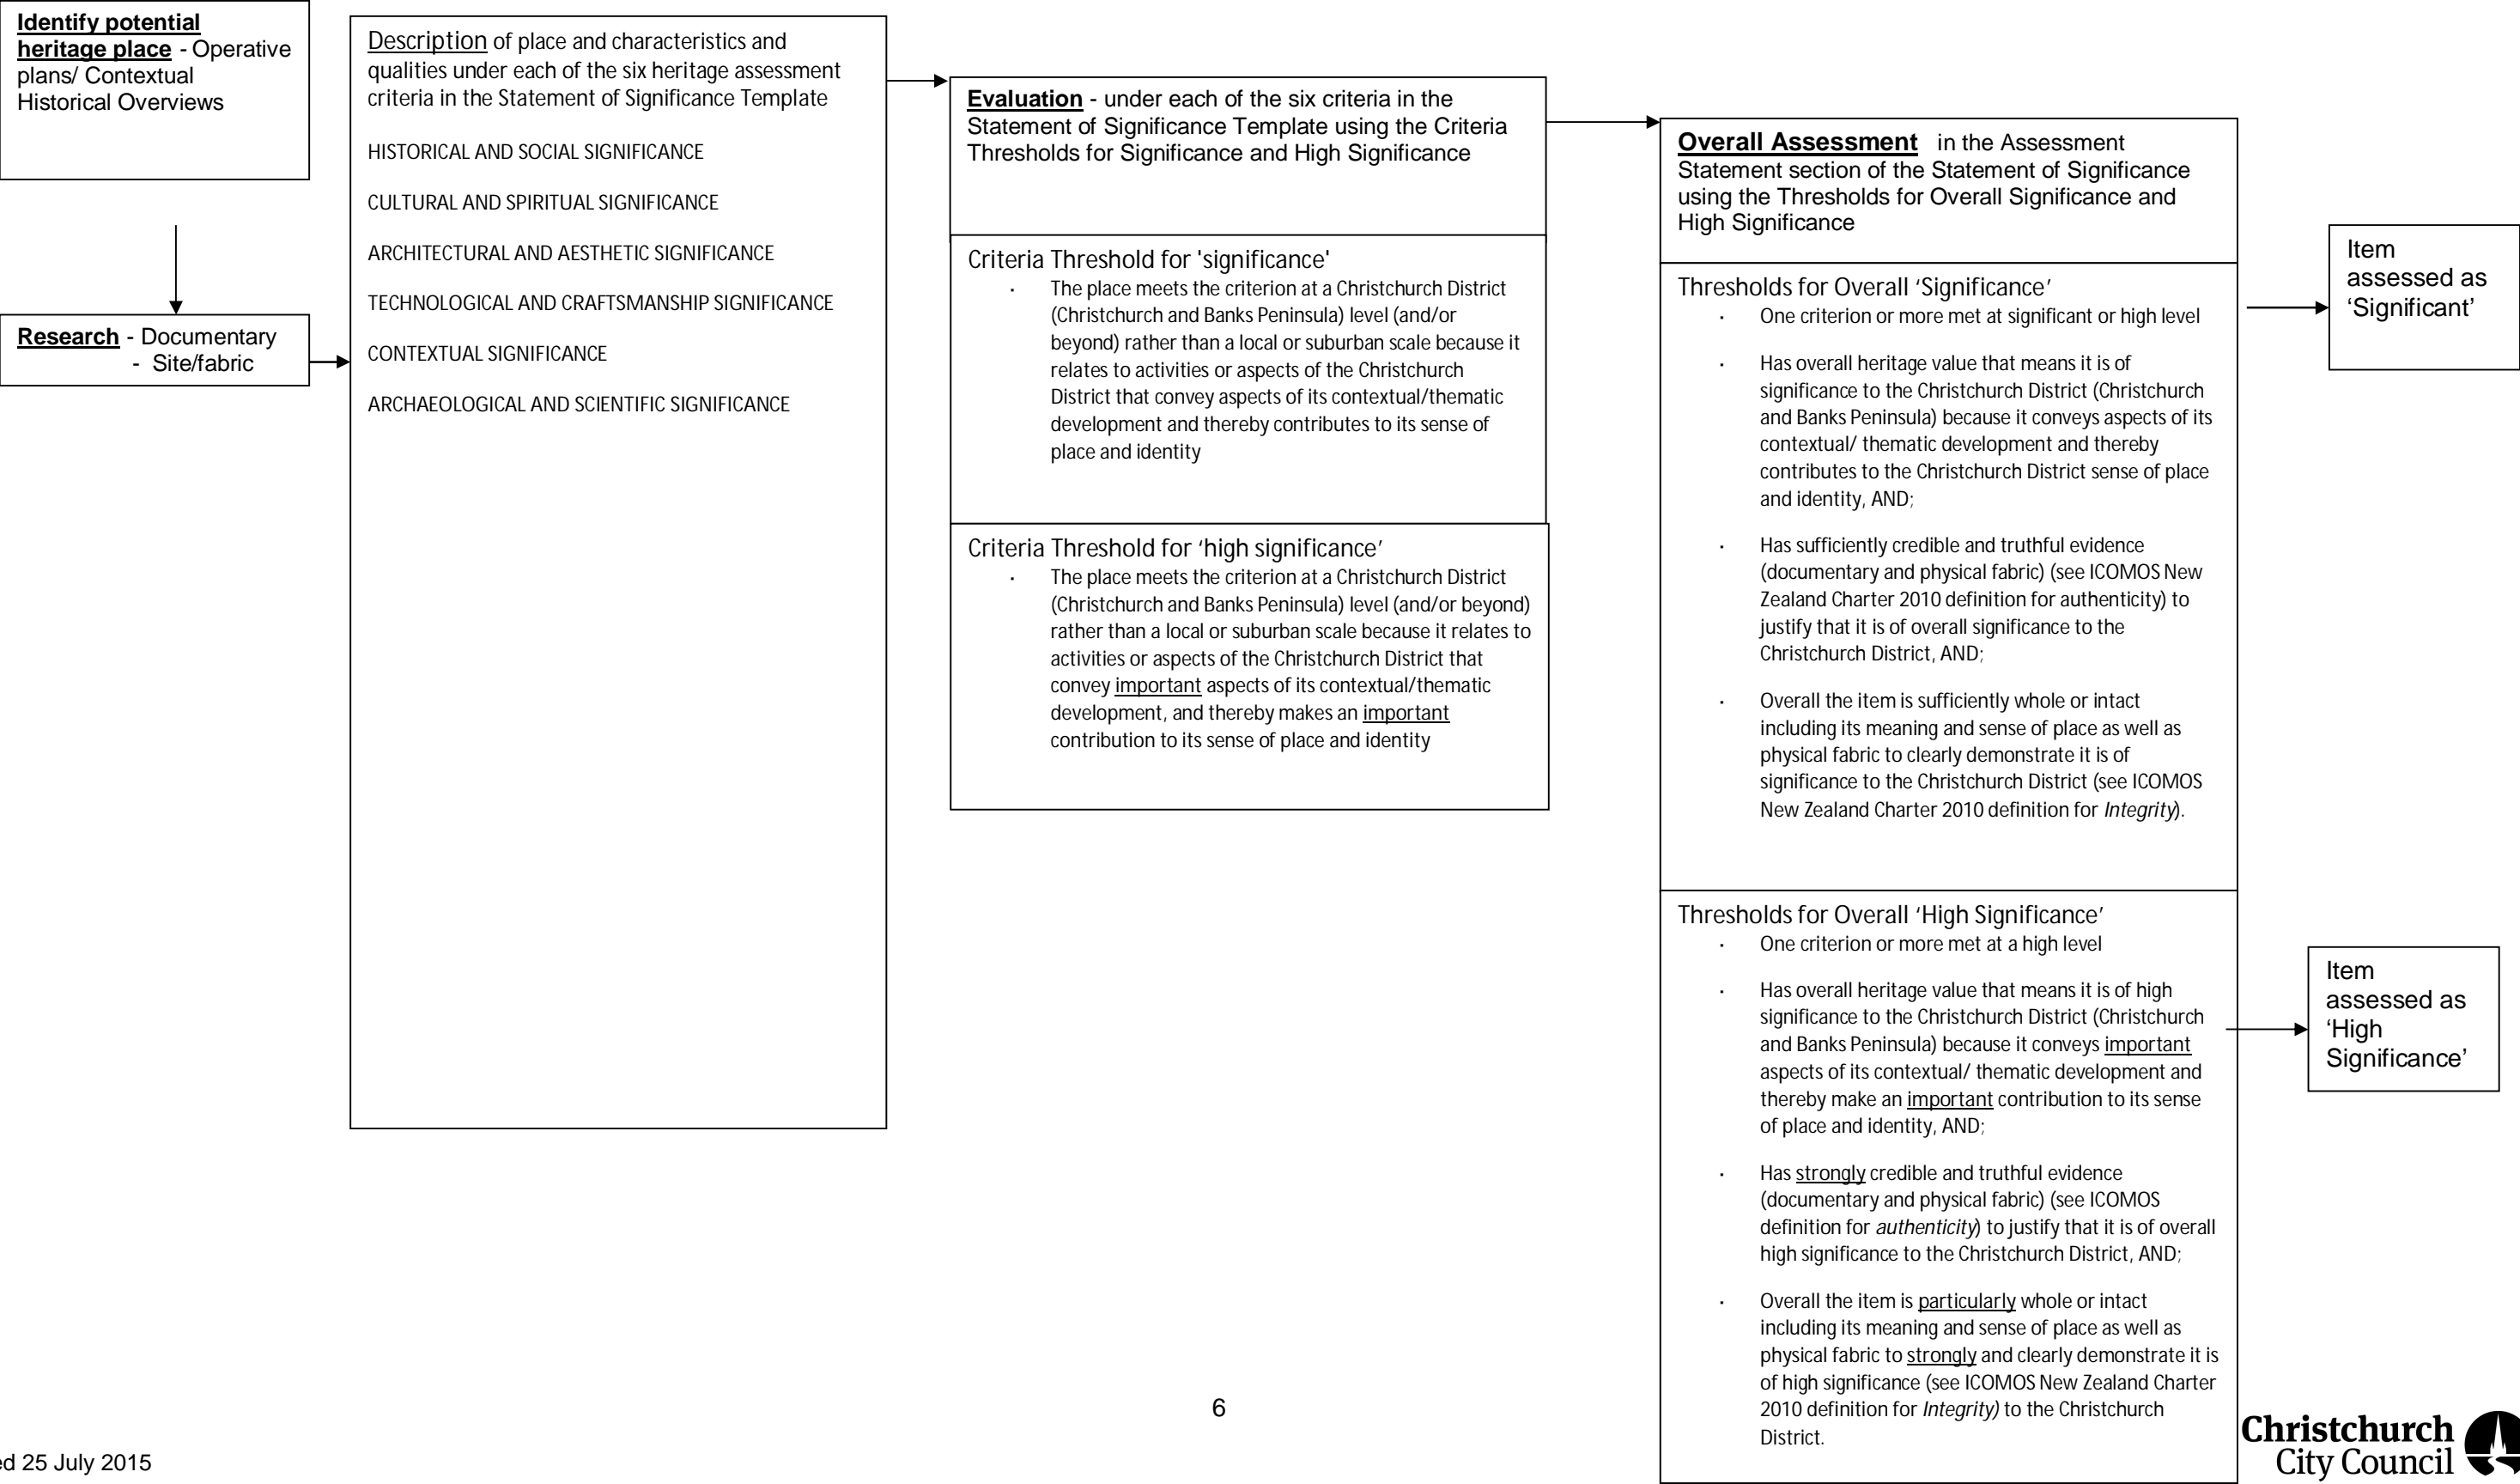 Identify potential
heritage place - Operative
plans/ Contextual
Historical Overviews
Research - Documentary
- Site/fabric
Description of place and characteristics and
qualities under each of the six heritage assessment
criteria in the Statement of Significance Template
HISTORICAL AND SOCIAL SIGNIFICANCE
CULTURAL AND SPIRITUAL SIGNIFICANCE
ARCHITECTURAL AND AESTHETIC SIGNIFICANCE
TECHNOLOGICAL AND CRAFTSMANSHIP SIGNIFICANCE
CONTEXTUAL SIGNIFICANCE
ARCHAEOLOGICAL AND SCIENTIFIC SIGNIFICANCE
Evaluation - under each of the six criteria in the
Statement of Significance Template using the Criteria
Thresholds for Significance and High Significance
Criteria Threshold for 'significance'
· The place meets the criterion at a Christchurch District
(Christchurch and Banks Peninsula) level (and/or
beyond) rather than a local or suburban scale because it
relates to activities or aspects of the Christchurch
District that convey aspects of its contextual/thematic
development and thereby contributes to its sense of
place and identity
Criteria Threshold for ‘high significance’
· The place meets the criterion at a Christchurch District
(Christchurch and Banks Peninsula) level (and/or beyond)
rather than a local or suburban scale because it relates to
activities or aspects of the Christchurch District that
convey important aspects of its contextual/thematic
development, and thereby makes an important
contribution to its sense of place and identity
Overall Assessment in the Assessment
Statement section of the Statement of Significance
using the Thresholds for Overall Significance and
High Significance
Thresholds for Overall ‘Significance’
· One criterion or more met at significant or high level
· Has overall heritage value that means it is of
significance to the Christchurch District (Christchurch
and Banks Peninsula) because it conveys aspects of its
contextual/ thematic development and thereby
contributes to the Christchurch District sense of place
and identity, AND;
· Has sufficiently credible and truthful evidence
(documentary and physical fabric) (see ICOMOS New
Zealand Charter 2010 definition for authenticity) to
justify that it is of overall significance to the
Christchurch District, AND;
· Overall the item is sufficiently whole or intact
including its meaning and sense of place as well as
physical fabric to clearly demonstrate it is of
significance to the Christchurch District (see ICOMOS
New Zealand Charter 2010 definition for Integrity).
Thresholds for Overall ‘High Significance’
· One criterion or more met at a high level
· Has overall heritage value that means it is of high
significance to the Christchurch District (Christchurch
and Banks Peninsula) because it conveys important
aspects of its contextual/ thematic development and
thereby make an important contribution to its sense
of place and identity, AND;
· Has strongly credible and truthful evidence
(documentary and physical fabric) (see ICOMOS
definition for authenticity) to justify that it is of overall
high significance to the Christchurch District, AND;
· Overall the item is particularly whole or intact
including its meaning and sense of place as well as
physical fabric to strongly and clearly demonstrate it is
of high significance (see ICOMOS New Zealand Charter
2010 definition for Integrity) to the Christchurch
District.
Item
assessed as
‘Significant’
Item
assessed as
‘High
Significance’
6
25 July 2015
Christchurch
City Council